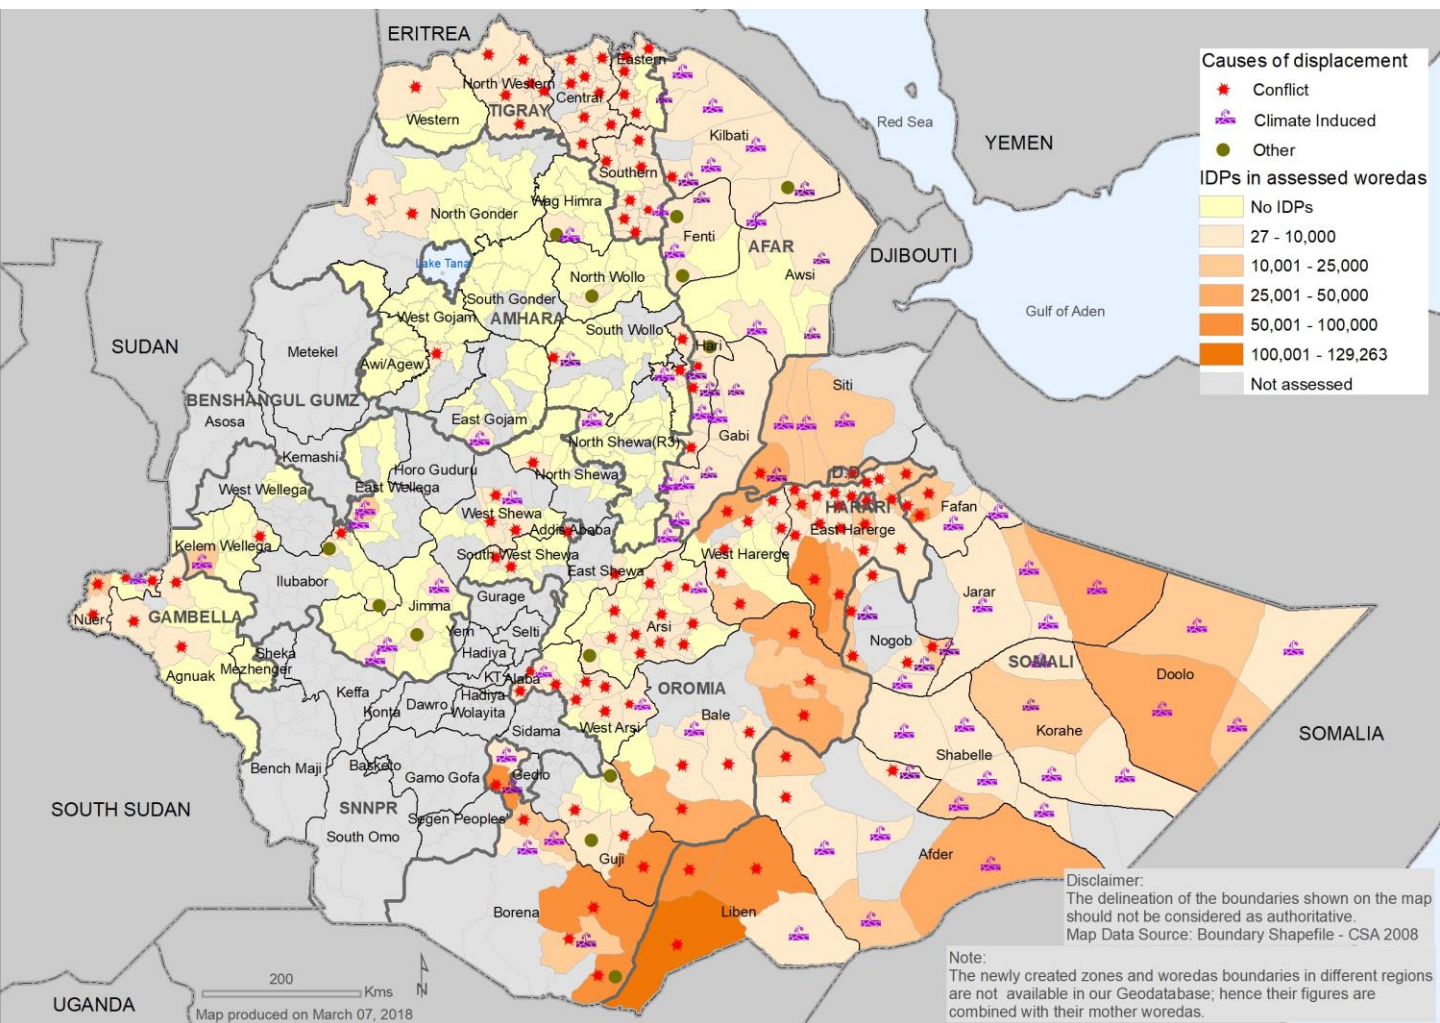 ERITREA
Causes of displacement
Conflict
Climate Induced
Other
IDPs in assessed woredas
No IDPs
27 - 10,000
10,001 - 25,000
25,001 - 50,000
50,001 - 100,000
100,001 - 129,263
Not assessed
Eastern
North Western
Central
TIGRAY
Western
Kilbati
Red Sea
YEMEN
Southern
Wag Himra
North Gonder
Fenti
AFAR
DJIBOUTI
Lake Tana
North Wollo
Awsi
South Gonder
Gulf of Aden
West Gojam
AMHARA
South Wollo
SUDAN
Metekel
Hari
Awi/Agew
Siti
BENSHANGUL GUMZ
Asosa
East Gojam
Gabi
North Shewa(R3)
Kemashi
Horo Guduru
North Shewa
D.D
West Wellega
East Wellega
West Shewa
HARARI
Fafan
Addis Ababa
East Harerge
Kelem Wellega
South West Shewa
West Harerge
East Shewa
Ilubabor
Gurage
Jarar
Jimma
GAMBELLA
Nuer
Yem
Selti
Arsi
Nogob
Sheka
Hadiya
SOMALI
Mezhenger
Agnuak
KT
Alaba
Doolo
Keffa
Hadiya
OROMIA
Konta
Dawro
Wolayita
Bale
Sidama
West Arsi
Korahe
SOMALIA
Shabelle
Bench Maji
Basketo
Gamo Gofa
Gedio
SOUTH SUDAN
SNNPR
Segen Peoples'
South Omo
Guji
Afder
Borena
Liben
Disclaimer:
The delineation of the boundaries shown on the map
should not be considered as authoritative.
Map Data Source: Boundary Shapefile - CSA 2008
Note:
The newly created zones and woredas boundaries in different regions
are not available in our Geodatabase; hence their figures are
combined with their mother woredas.
200
Kms
N
UGANDA
Map produced on March 07, 2018